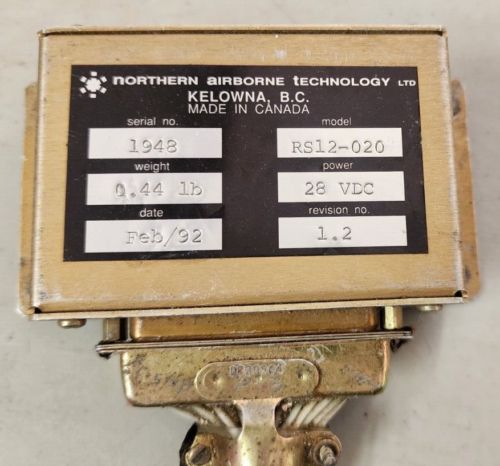 NORTHERN AIRBORNE TECHNOLOGY LTD
KELOWNA, B.C.
MADE IN CANADA
serial no. model
1948 RS12-020
weight power
0.44 lb 28 VDC
date revision no.
Feb/92 1.2